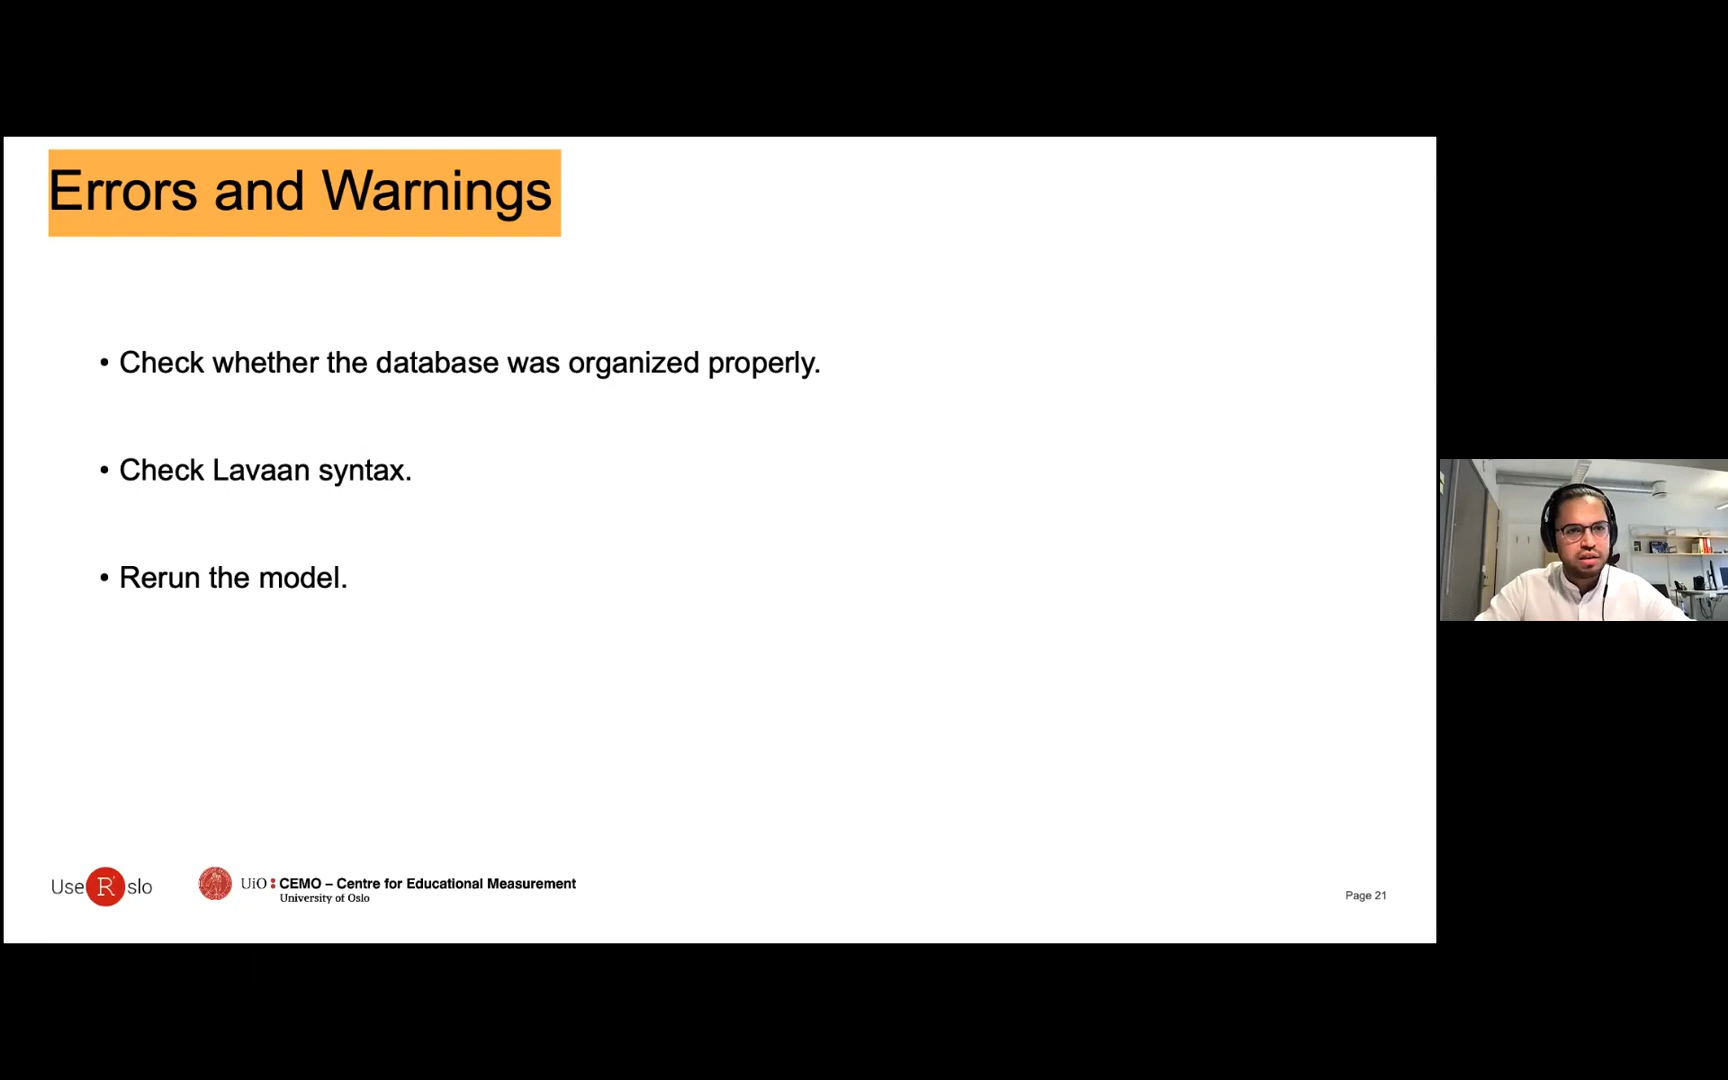 Errors and Warnings
• Check whether the database was organized properly.
• Check Lavaan syntax.
• Rerun the model.
Use R slo
UiO : CEMO – Centre for Educational Measurement
University of Oslo
Page 21